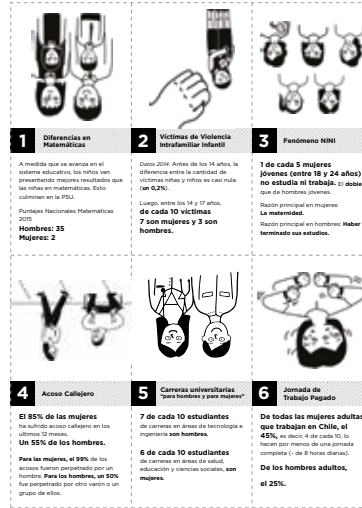 1
Diferencias en
Matemáticas
A medida que se avanza en el
sistema educativo, los niños van
presentando mejores resultados que
las niñas en matemáticas. Esto
culminan en la PSU.
Puntajes Nacionales Matemáticas
2015
Hombres: 35
Mujeres: 2
2
Víctimas de Violencia
Intrafamiliar Infantil
Datos 2014. Antes de los 14 años, la
diferencia entre la cantidad de
víctimas niñas y niños es casi nula
(un 0,2%).
Luego, entre los 14 y 17 años,
de cada 10 víctimas
7 son mujeres y 3 son
hombres.
3
Fenómeno NINI
1 de cada 5 mujeres
jóvenes (entre 18 y 24 años)
no estudia ni trabaja. El doble
que de hombres jóvenes.
Razón principal en mujeres:
La maternidad.
Razón principal en hombres: Haber
terminado sus estudios.
4
Acoso Callejero
El 85% de las mujeres
ha sufrido acoso callejero en los
últimos 12 meses.
Un 55% de los hombres.
Para las mujeres, el 99% de los
acosos fueron perpetrado por un
hombre. Para los hombres, un 50%
fue perpetrado por otro varón o un
grupo de ellos.
5
Carreras universitarias
"para hombres y para mujeres"
7 de cada 10 estudiantes
de carreras en áreas de tecnología e
ingeniería son hombres.
6 de cada 10 estudiantes
de carreras en áreas de salud,
educación y ciencias sociales, son
mujeres.
6
Jornada de
Trabajo Pagado
De todas las mujeres adultas
que trabajan en Chile, el
45%, es decir, 4 de cada 10, lo
hacen por menos de una jornada
completa (- de 8 horas diarias).
De los hombres adultos,
el 25%.